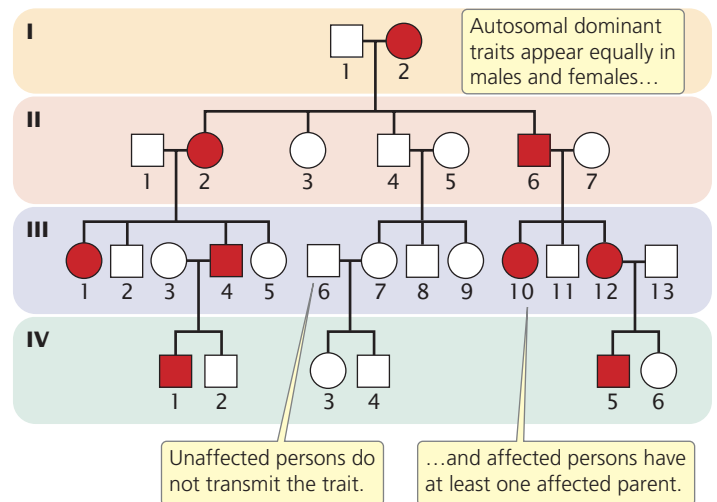 I
Autosomal dominant
traits appear equally in
males and females…
1 2
II
1 2 3 4 5 6 7
III
1 2 3 4 5 6 7 8 9 10 11 12 13
IV
1 2 3 4 5 6
Unaffected persons do
not transmit the trait.
…and affected persons have
at least one affected parent.